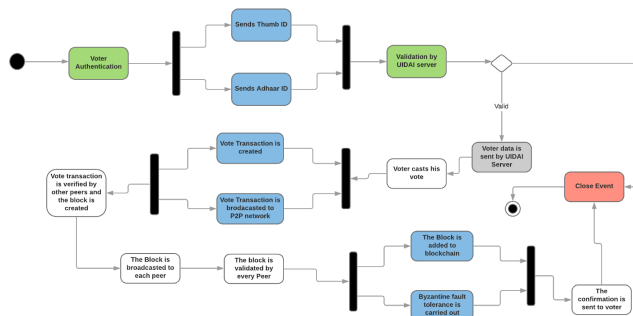 Sends Thumb ID
Voter
Authentication
Validation by
UIDAI server
Sends Adhaar ID
Valid
Vote Transaction is
created
Voter data is
sent by UIDAI
Server
Voter casts his
vote
Vote transaction
is verified by
other peers and
the block is
created
Close Event
Vote Transaction is
brodacasted to
P2P network
The Block is
added to
blockchain
The Block is
broadcasted to
each peer
The block is
validated by
every Peer
The
confirmation is
sent to voter
Byzantine fault
tolerance is
carried out